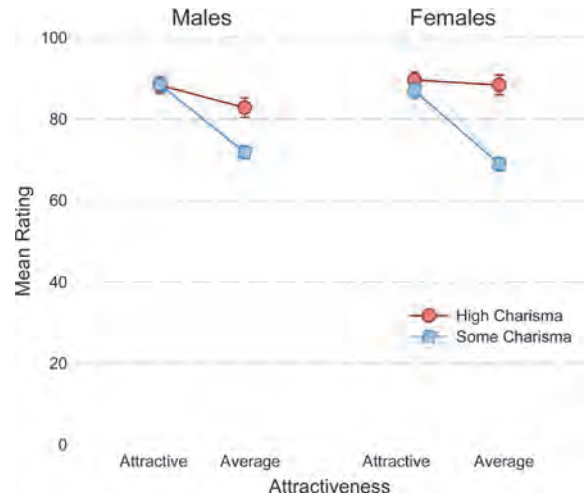 Males Females
100
80
60
40
20
0
Mean Rating
High Charisma
Some Charisma
Attractive Average Attractive Average
Attractiveness